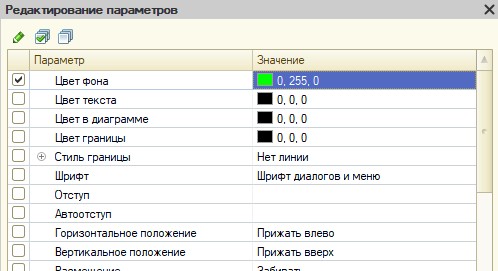 Редактирование параметров
Параметр Значение
Цвет фона 0, 255, 0
Цвет текста 0, 0, 0
Цвет в диаграмме 0, 0, 0
Цвет границы 0, 0, 0
Стиль границы Нет линии
Шрифт Шрифт диалогов и меню
Отступ
Автоотступ
Горизонтальное положение Прижать влево
Вертикальное положение Прижать вверх
Размещение Забивать